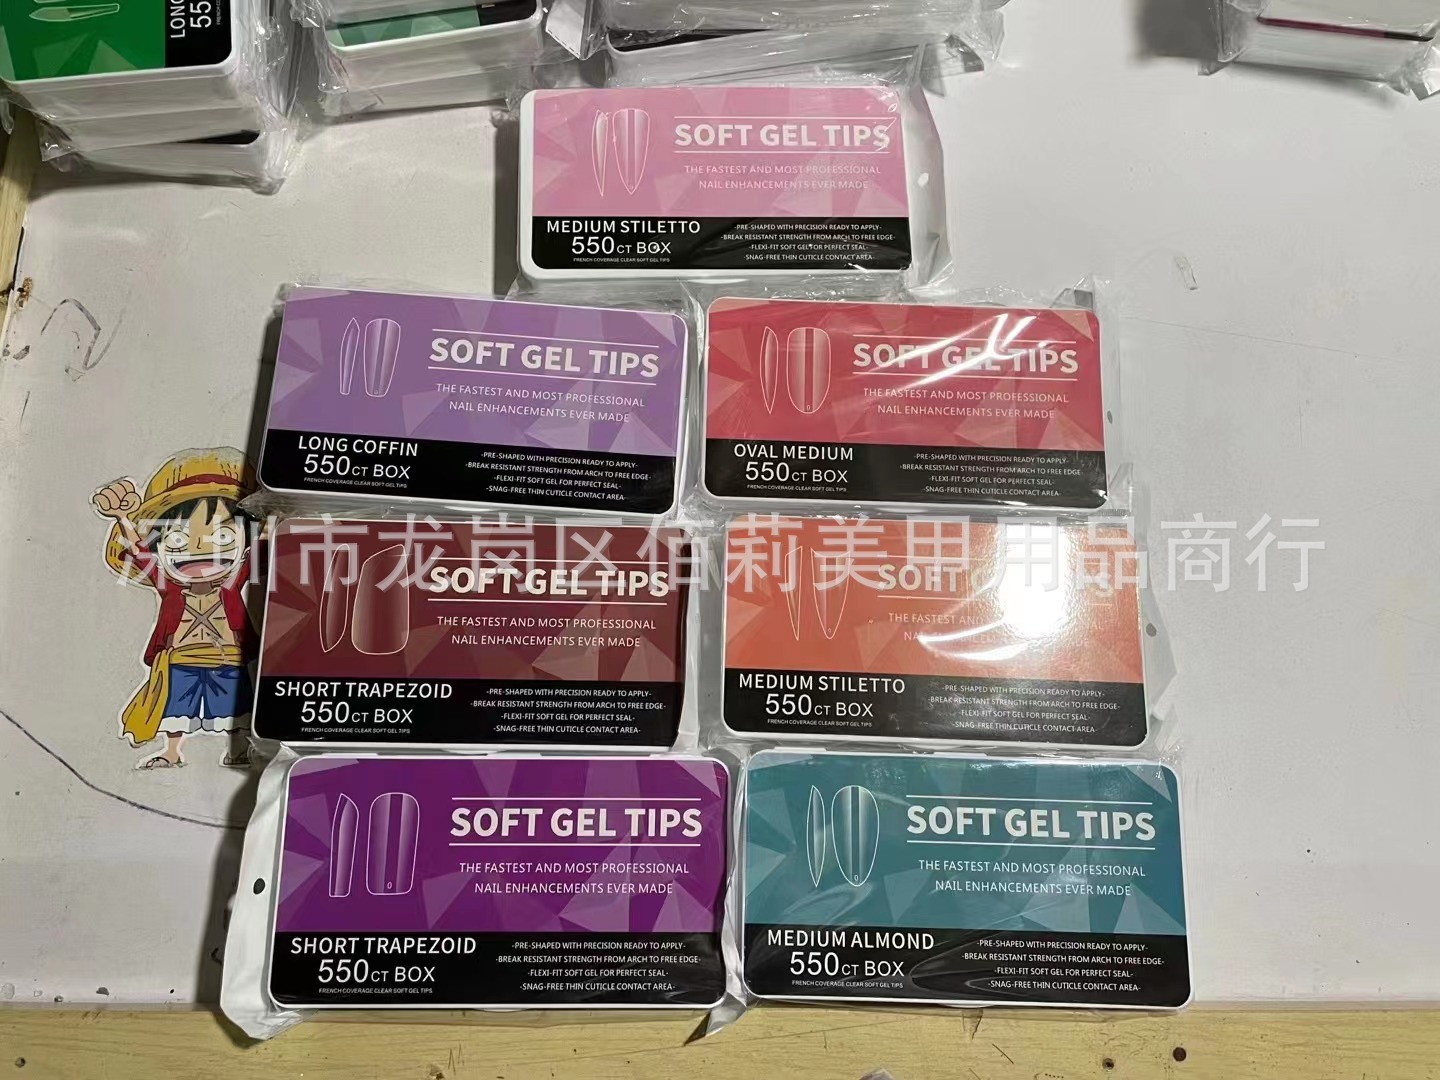 LONG
55
SOFT GEL TIPS
THE FASTEST AND MOST PROFESSIONAL
NAIL ENHANCEMENTS EVER MADE
MEDIUM STILETTO
550CT BOX
FRENCH COVERAGE CLEAR SOFT GEL TIPS
-PRE-SHAPED WITH PRECISION READY TO APPLY-
-BREAK RESISTANT STRENGTH FROM ARCH TO FREE EDGE-
-FLEXI-FIT SOFT GEL FOR PERFECT SEAL-
-SNAG-FREE THIN CUTICLE CONTACT AREA-
SOFT GEL TIPS
THE FASTEST AND MOST PROFESSIONAL
NAIL ENHANCEMENTS EVER MADE
LONG COFFIN
550CT BOX
FRENCH COVERAGE CLEAR SOFT GEL TIPS
-PRE-SHAPED WITH PRECISION READY TO APPLY-
-BREAK RESISTANT STRENGTH FROM ARCH TO FREE EDGE-
-FLEXI-FIT SOFT GEL FOR PERFECT SEAL-
-SNAG-FREE THIN CUTICLE CONTACT AREA-
SOFT GEL TIPS
THE FASTEST AND MOST PROFESSIONAL
NAIL ENHANCEMENTS EVER MADE
OVAL MEDIUM
550CT BOX
FRENCH COVERAGE CLEAR SOFT GEL TIPS
-PRE-SHAPED WITH PRECISION READY TO APPLY-
-BREAK RESISTANT STRENGTH FROM ARCH TO FREE EDGE-
-FLEXI-FIT SOFT GEL FOR PERFECT SEAL-
-SNAG-FREE THIN CUTICLE CONTACT AREA-
深圳市龙岗区佰莉美甲用品商行
SOFT GEL TIPS
THE FASTEST AND MOST PROFESSIONAL
NAIL ENHANCEMENTS EVER MADE
SHORT TRAPEZOID
550CT BOX
FRENCH COVERAGE CLEAR SOFT GEL TIPS
-PRE-SHAPED WITH PRECISION READY TO APPLY-
-BREAK RESISTANT STRENGTH FROM ARCH TO FREE EDGE-
-FLEXI-FIT SOFT GEL FOR PERFECT SEAL-
-SNAG-FREE THIN CUTICLE CONTACT AREA-
SOFT
THE FASTEST AND
MEDIUM STILETTO
550CT BOX
FRENCH COVERAGE CLEAR SOFT GEL TIPS
-PRE-SHAPED WITH PRECISION READY TO APPLY-
-BREAK RESISTANT STRENGTH FROM ARCH TO FREE EDGE-
-FLEXI-FIT SOFT GEL FOR PERFECT SEAL-
-SNAG-FREE THIN CUTICLE CONTACT AREA-
SOFT GEL TIPS
THE FASTEST AND MOST PROFESSIONAL
NAIL ENHANCEMENTS EVER MADE
SHORT TRAPEZOID
550CT BOX
FRENCH COVERAGE CLEAR SOFT GEL TIPS
-PRE-SHAPED WITH PRECISION READY TO APPLY-
-BREAK RESISTANT STRENGTH FROM ARCH TO FREE EDGE-
-FLEXI-FIT SOFT GEL FOR PERFECT SEAL-
-SNAG-FREE THIN CUTICLE CONTACT AREA-
SOFT GEL TIPS
THE FASTEST AND MOST PROFESSIONAL
NAIL ENHANCEMENTS EVER MADE
MEDIUM ALMOND
550CT BOX
FRENCH COVERAGE CLEAR SOFT GEL TIPS
-PRE-SHAPED WITH PRECISION READY TO APPLY-
-BREAK RESISTANT STRENGTH FROM ARCH TO FREE EDGE-
-FLEXI-FIT SOFT GEL FOR PERFECT SEAL-
-SNAG-FREE THIN CUTICLE CONTACT AREA-